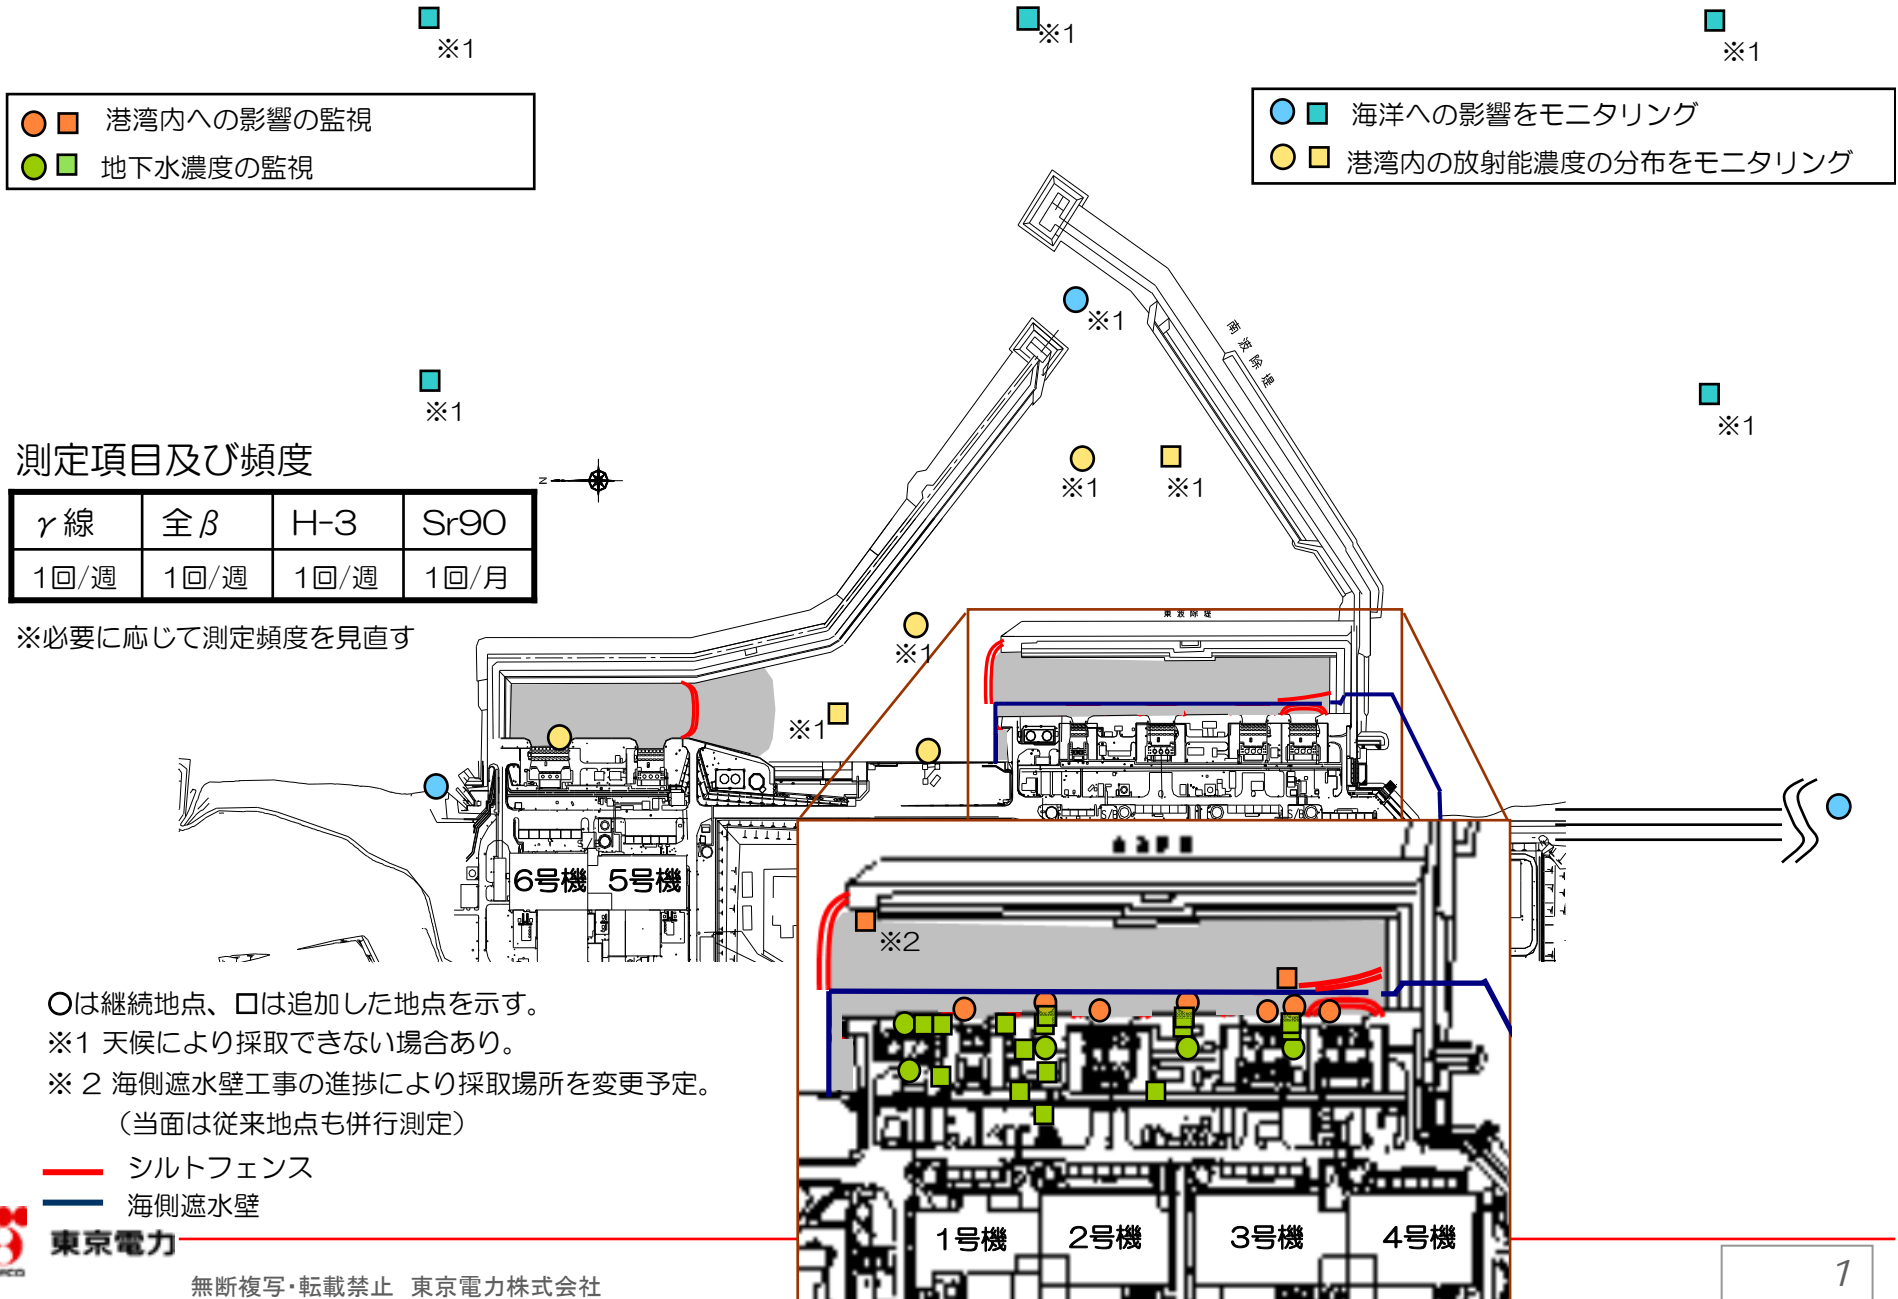 ※1
※1
※1
港湾内への影響の監視
地下水濃度の監視
海洋への影響をモニタリング
港湾内の放射能濃度の分布をモニタリング
※1
南波除堤
※1
※1
測定項目及び頻度
※1
※1
N
γ線 全β H-3 Sr90
1回/週 1回/週 1回/週 1回/月
※必要に応じて測定頻度を見直す
東波除堤
※1
※1
6号機 5号機
※2
○は継続地点、□は追加した地点を示す。
※1 天候により採取できない場合あり。
※ 2 海側遮水壁工事の進捗により採取場所を変更予定。
（当面は従来地点も併行測定）
シルトフェンス
海側遮水壁
1号機 2号機 3号機 4号機
東京電力
無断複写・転載禁止 東京電力株式会社
1